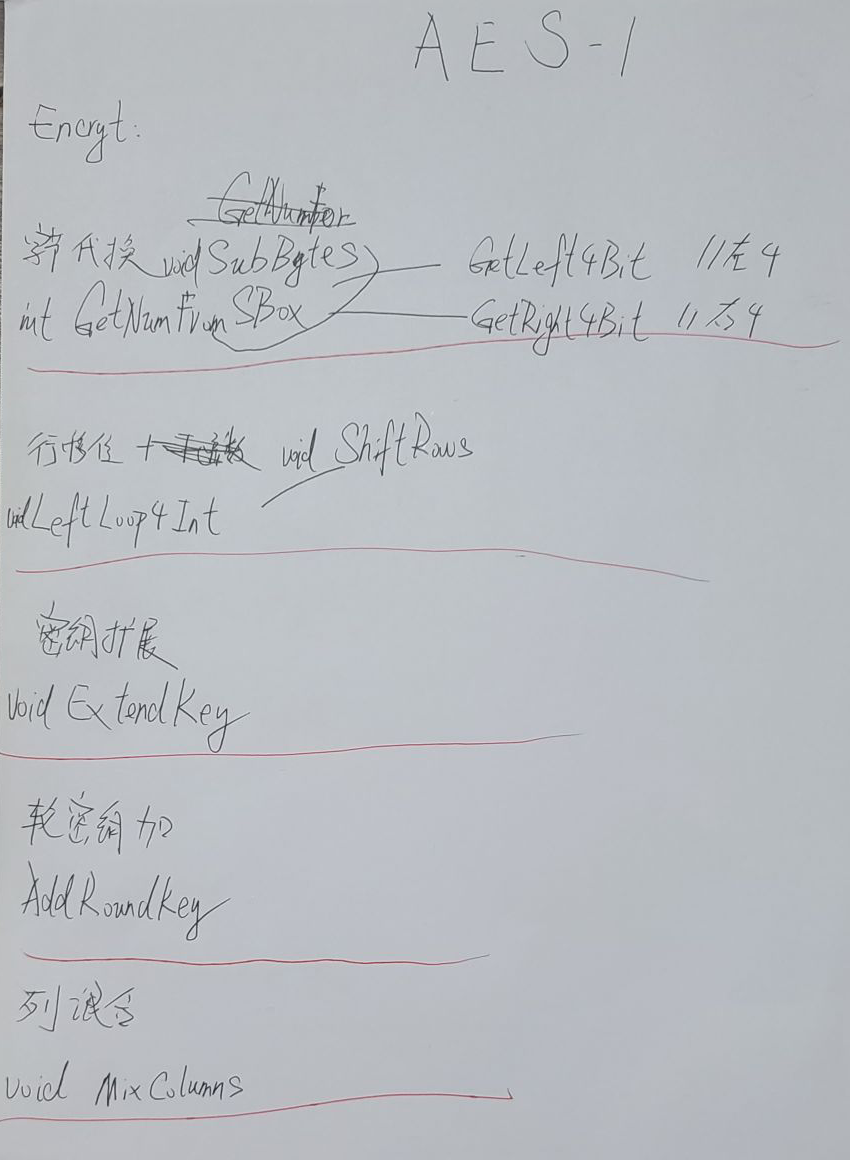 AES-1
Encryt:
字节代换 void SubBytes GetLeft4Bit //左4
int GetNumFromSBox GetRight4Bit //右4
行移位 + void ShiftRows
void LeftLoop4Int
密钥扩展
void ExtendKey
轮密钥加
AddRoundKey
列混合
void MixColumns